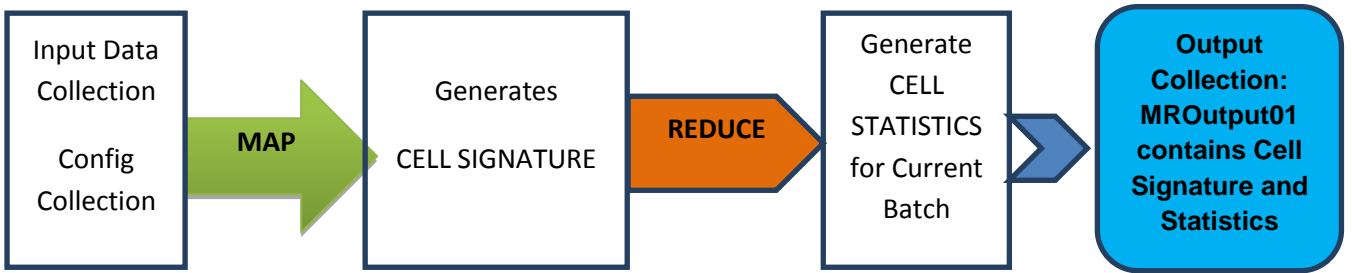 Input Data
Collection
Config
Collection
MAP
Generates
CELL SIGNATURE
REDUCE
Generate
CELL
STATISTICS
for Current
Batch
Output
Collection:
MROutput01
contains Cell
Signature and
Statistics